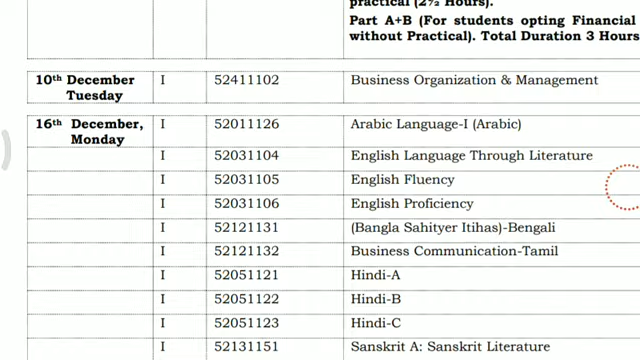 practical (2½ Hours).
Part A+B (For students opting Financial
without Practical). Total Duration 3 Hours
10th December Tuesday I 52411102 Business Organization & Management
16th December, Monday I 52011126 Arabic Language-I (Arabic)
I 52031104 English Language Through Literature
I 52031105 English Fluency
I 52031106 English Proficiency
I 52121131 (Bangla Sahityer Itihas)-Bengali
I 52121132 Business Communication-Tamil
I 52051121 Hindi-A
I 52051122 Hindi-B
I 52051123 Hindi-C
I 52131151 Sanskrit A: Sanskrit Literature